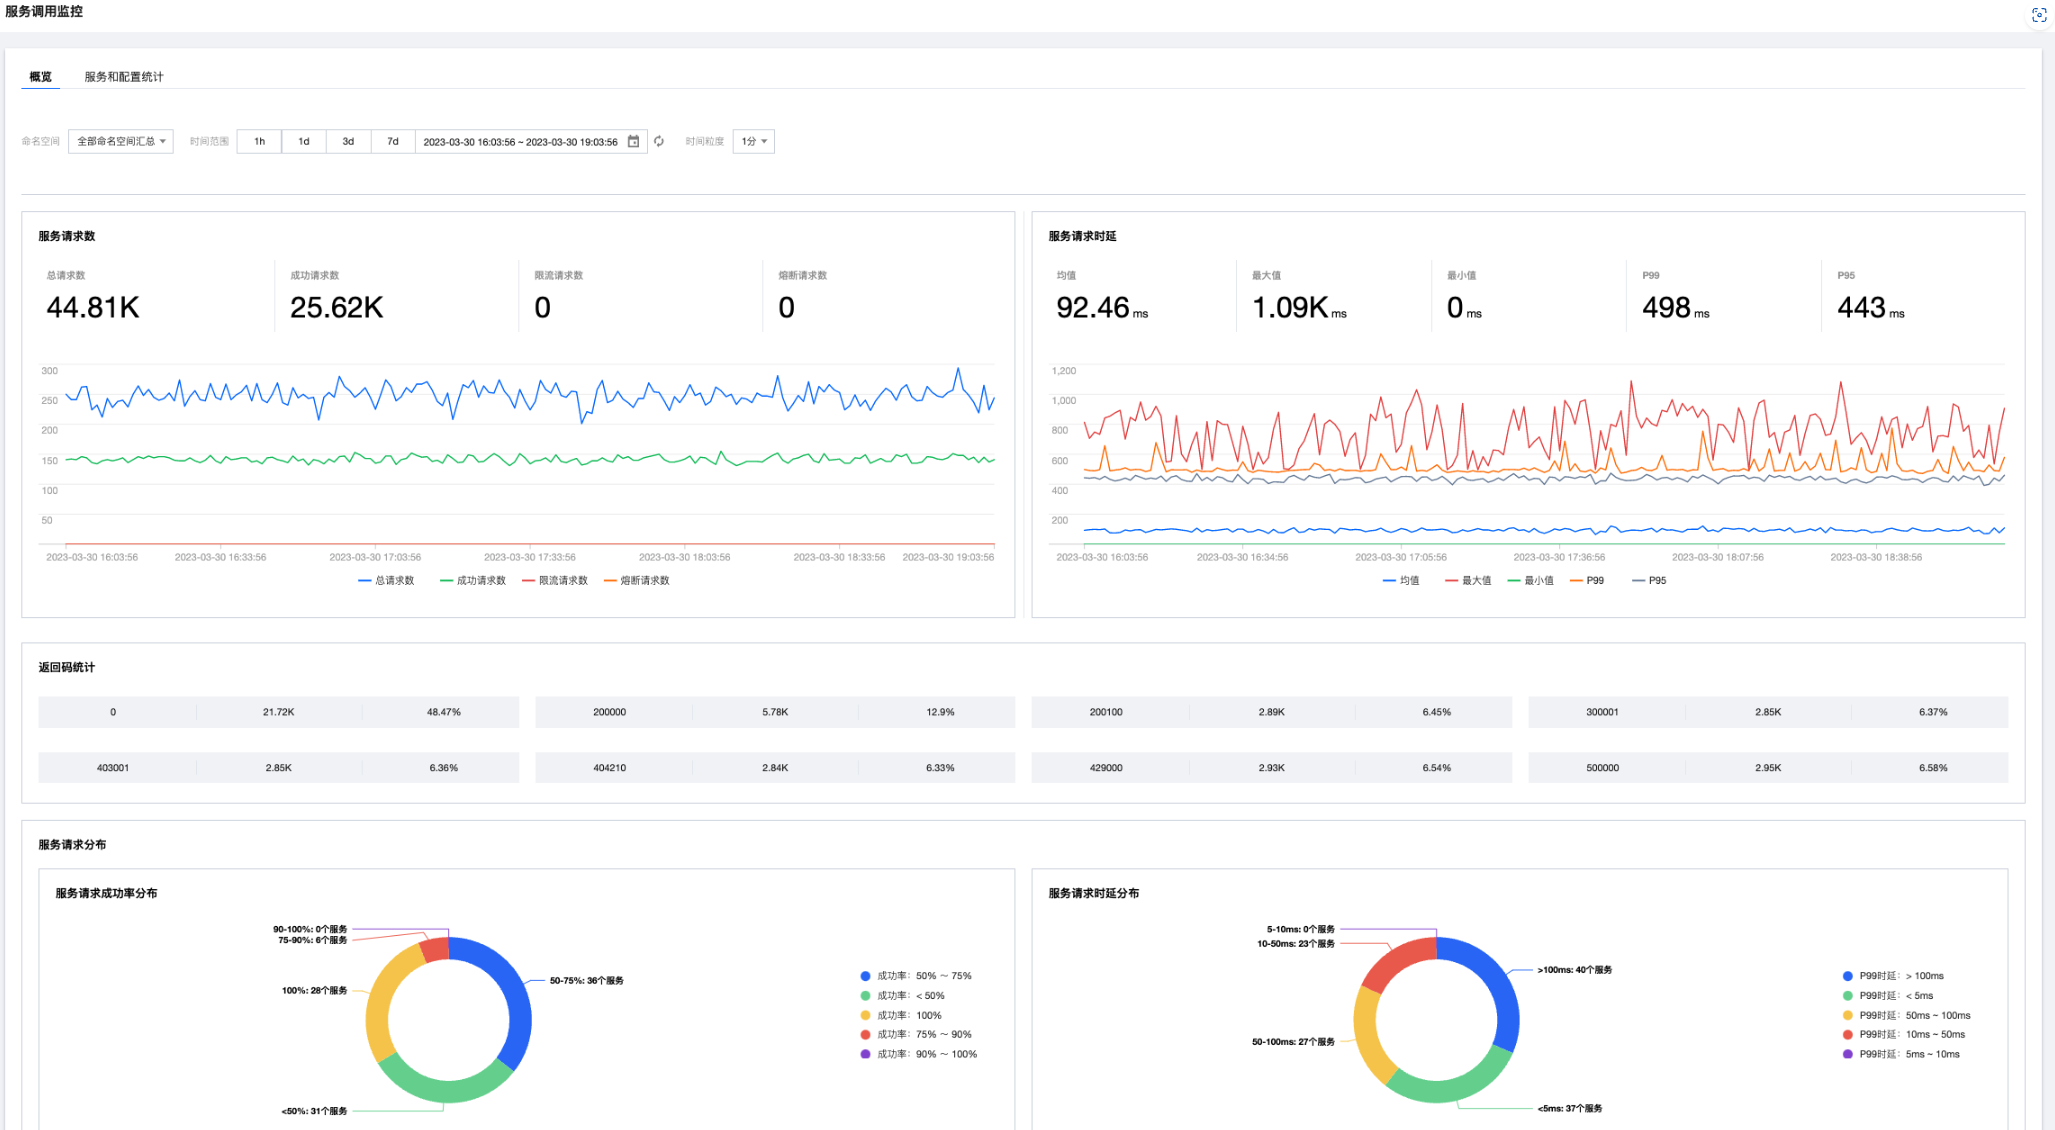 服务调用监控
概览 服务和配置统计
命名空间 全部命名空间汇总 时间范围 1h 1d 3d 7d 2023-03-30 16:03:56 ~ 2023-03-30 19:03:56 时间粒度 1分
服务请求数
总请求数 成功请求数 限流请求数 熔断请求数
44.81K 25.62K 0 0
300
250
200
150
100
50
2023-03-30 16:03:56 2023-03-30 16:33:56 2023-03-30 17:03:56 2023-03-30 17:33:56 2023-03-30 18:03:56 2023-03-30 18:33:56 2023-03-30 19:03:56
总请求数 成功请求数 限流请求数 熔断请求数
服务请求时延
均值 最大值 最小值 P99 P95
92.46 ms 1.09K ms 0 ms 498 ms 443 ms
1,200
1,000
800
600
400
200
2023-03-30 16:03:56 2023-03-30 16:34:56 2023-03-30 17:05:56 2023-03-30 17:36:56 2023-03-30 18:07:56 2023-03-30 18:38:56
均值 最大值 最小值 P99 P95
返回码统计
0 21.72K 48.47% 200000 5.78K 12.9% 200100 2.89K 6.45% 300001 2.85K 6.37%
403001 2.85K 6.36% 404210 2.84K 6.33% 429000 2.93K 6.54% 500000 2.95K 6.58%
服务请求分布
服务请求成功率分布
90-100%: 0个服务
75-90%: 6个服务
50-75%: 36个服务
100%: 28个服务
<50%: 31个服务
成功率：50% ～ 75%
成功率：< 50%
成功率：100%
成功率：75% ～ 90%
成功率：90% ～ 100%
服务请求时延分布
5-10ms: 0个服务
10-50ms: 23个服务
>100ms: 40个服务
50-100ms: 27个服务
<5ms: 37个服务
P99时延：> 100ms
P99时延：< 5ms
P99时延：50ms ~ 100ms
P99时延：10ms ~ 50ms
P99时延：5ms ~ 10ms